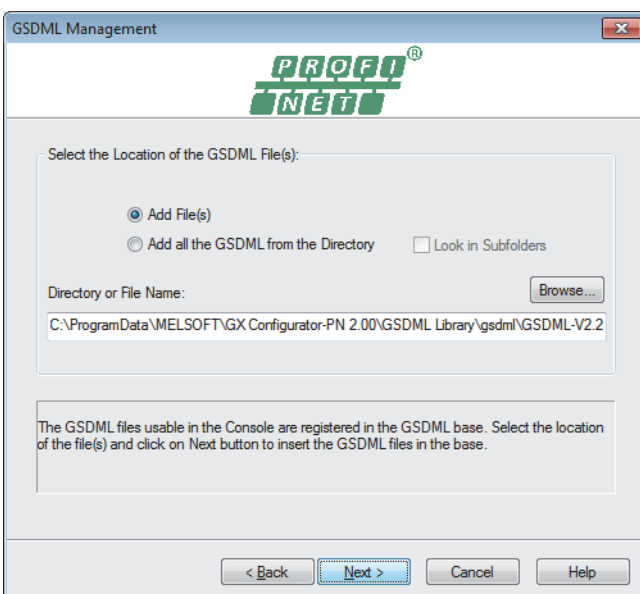 GSDML Management
PROFI®
NET
Select the Location of the GSDML File(s):
Add File(s)
Add all the GSDML from the Directory
Look in Subfolders
Directory or File Name:
Browse...
C:\ProgramData\MELSOFT\GX Configurator-PN 2.00\GSDML Library\gsdml\GSDML-V2.2
The GSDML files usable in the Console are registered in the GSDML base. Select the location
of the file(s) and click on Next button to insert the GSDML files in the base.
< Back
Next >
Cancel
Help